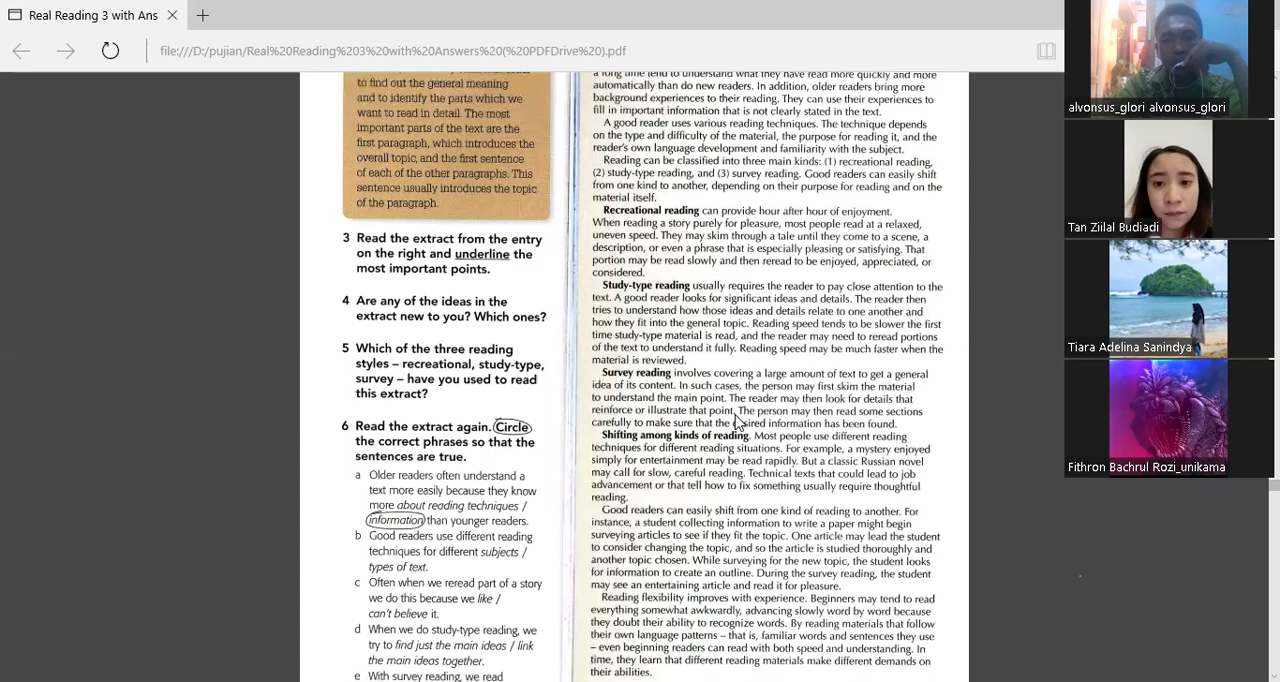 Real Reading 3 with Ans
file:///D:/pujian/Real%20Reading%203%20with%20Answers%20(%20PDFDrive%20).pdf
to find out the general meaning
and to identify the parts which we
want to read in detail. The most
important parts of the text are the
first paragraph, which introduces the
overall topic, and the first sentence
of each of the other paragraphs. This
sentence usually introduces the topic
of the paragraph.
3 Read the extract from the entry
on the right and underline the
most important points.
4 Are any of the ideas in the
extract new to you? Which ones?
5 Which of the three reading
styles – recreational, study-type,
survey – have you used to read
this extract?
6 Read the extract again. Circle
the correct phrases so that the
sentences are true.
a Older readers often understand a
text more easily because they know
more about reading techniques /
information than younger readers.
b Good readers use different reading
techniques for different subjects /
types of text.
c Often when we reread part of a story
we do this because we like /
can't believe it.
d When we do study-type reading, we
try to find just the main ideas / link
the main ideas together.
e With survey reading, we read
a long time tend to understand what they have read more quickly and more
automatically than do new readers. In addition, older readers bring more
background experiences to their reading. They can use their experiences to
fill in important information that is not clearly stated in the text.
A good reader uses various reading techniques. The technique depends
on the type and difficulty of the material, the purpose for reading it, and the
reader's own language development and familiarity with the subject.
Reading can be classified into three main kinds: (1) recreational reading,
(2) study-type reading, and (3) survey reading. Good readers can easily shift
from one kind to another, depending on their purpose for reading and on the
material itself.
Recreational reading can provide hour after hour of enjoyment.
When reading a story purely for pleasure, most people read at a relaxed,
uneven speed. They may skim through a tale until they come to a scene, a
description, or even a phrase that is especially pleasing or satisfying. That
portion may be read slowly and then reread to be enjoyed, appreciated, or
considered.
Study-type reading usually requires the reader to pay close attention to the
text. A good reader looks for significant ideas and details. The reader then
tries to understand how those ideas and details relate to one another and
how they fit into the general topic. Reading speed tends to be slower the first
time study-type material is read, and the reader may need to reread portions
of the text to understand it fully. Reading speed may be much faster when the
material is reviewed.
Survey reading involves covering a large amount of text to get a general
idea of its content. In such cases, the person may first skim the material
to understand the main point. The reader may then look for details that
reinforce or illustrate that point. The person may then read some sections
carefully to make sure that the desired information has been found.
Shifting among kinds of reading. Most people use different reading
techniques for different reading situations. For example, a mystery enjoyed
simply for entertainment may be read rapidly. But a classic Russian novel
may call for slow, careful reading. Technical texts that could lead to job
advancement or that tell how to fix something usually require thoughtful
reading.
Good readers can easily shift from one kind of reading to another. For
instance, a student collecting information to write a paper might begin
surveying articles to see if they fit the topic. One article may lead the student
to consider changing the topic, and so the article is studied thoroughly and
another topic chosen. While surveying for the new topic, the student looks
for information to create an outline. During the survey reading, the student
may see an entertaining article and read it for pleasure.
Reading flexibility improves with experience. Beginners may tend to read
everything somewhat awkwardly, advancing slowly word by word because
they doubt their ability to recognize words. By reading materials that follow
their own language patterns – that is, familiar words and sentences they use
– even beginning readers can read with both speed and understanding. In
time, they learn that different reading materials make different demands on
their abilities.
alvonsus_glori alvonsus_glori
Tan Ziilal Budiadi
Tiara Adelina Sanindya
Fithron Bachrul Rozi_unikama